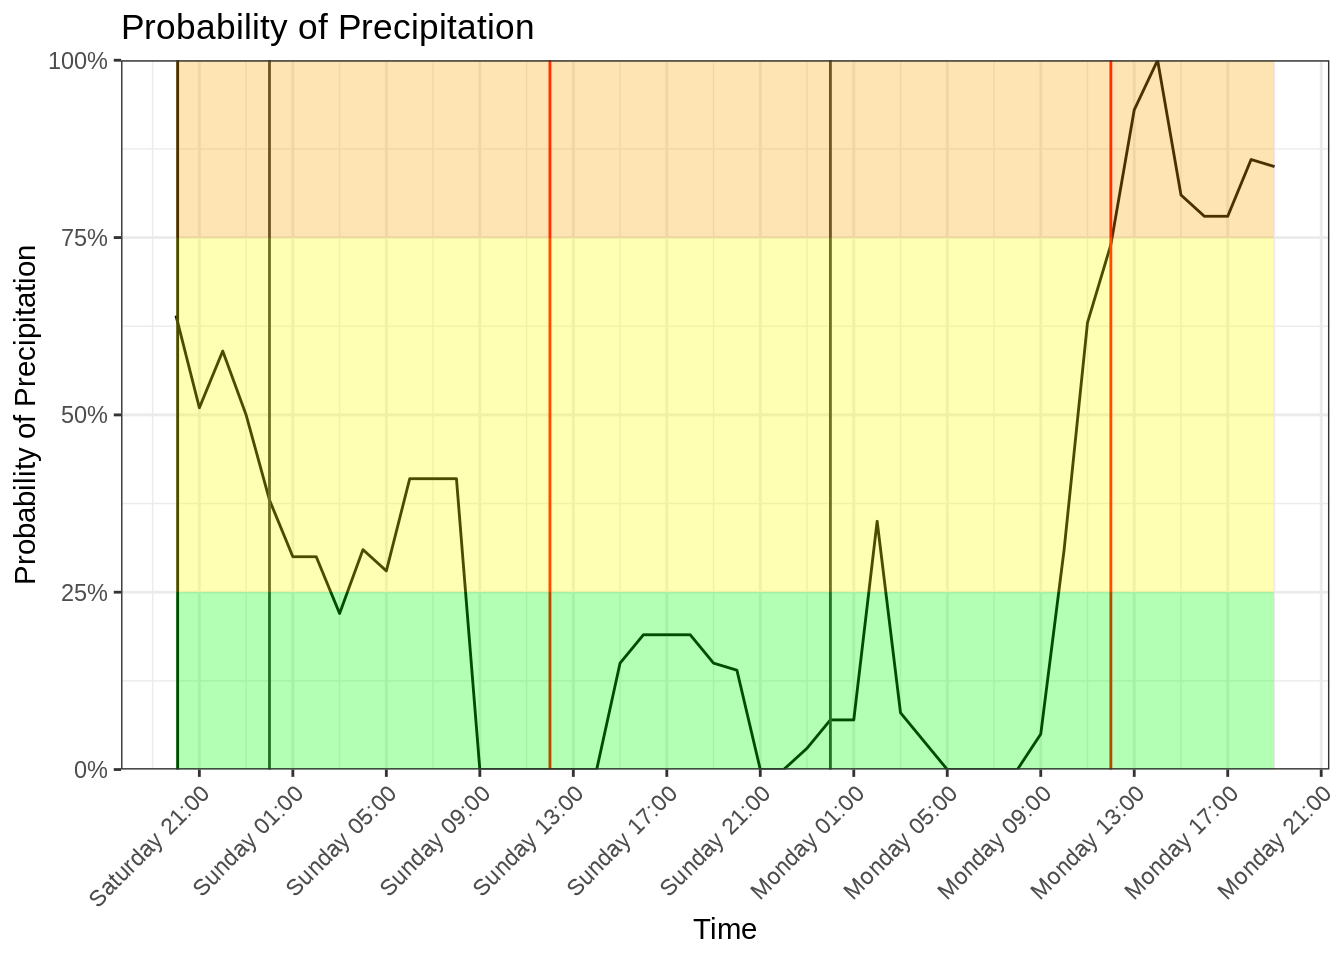 Probability of Precipitation
Probability of Precipitation
100%
75%
50%
25%
0%
Saturday 21:00
Sunday 01:00
Sunday 05:00
Sunday 09:00
Sunday 13:00
Sunday 17:00
Sunday 21:00
Monday 01:00
Monday 05:00
Monday 09:00
Monday 13:00
Monday 17:00
Monday 21:00
Time